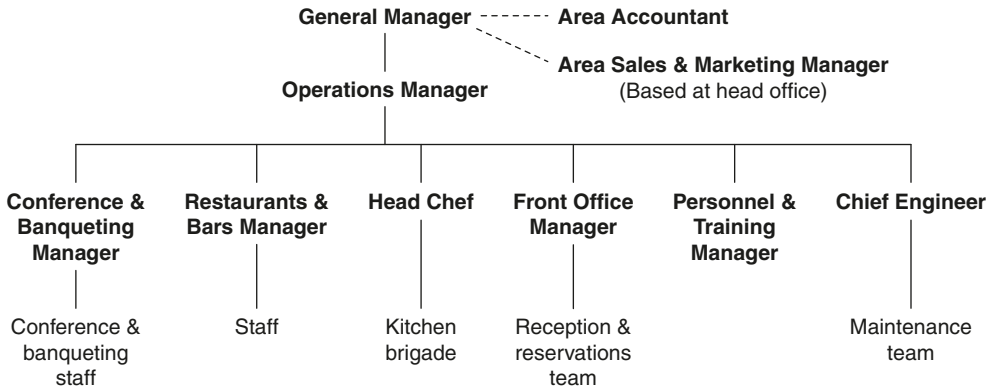 General Manager
Area Accountant
Area Sales & Marketing Manager
(Based at head office)
Operations Manager
Conference &
Banqueting
Manager
Restaurants &
Bars Manager
Head Chef
Front Office
Manager
Personnel &
Training
Manager
Chief Engineer
Conference &
banqueting
staff
Staff
Kitchen
brigade
Reception &
reservations
team
Maintenance
team